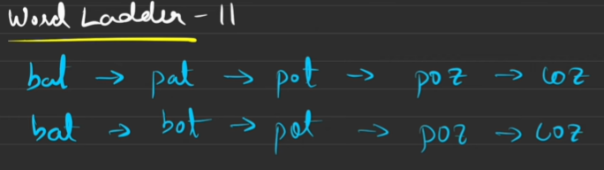 Word Ladder - II
bat → pat → pot → poz → coz
bat → bot → pot → poz → coz